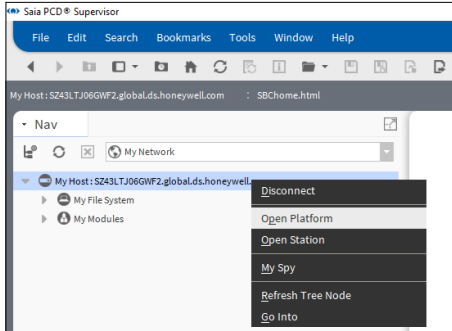 Saia PCD® Supervisor
File Edit Search Bookmarks Tools Window Help
My Host : SZ43LTJ06GWF2.global.ds.honeywell.com : SBChome.html
Nav
My Network
My Host : SZ43LTJ06GWF2.global.ds.honeywell.
My File System
My Modules
Disconnect
Open Platform
Open Station
My Spy
Refresh Tree Node
Go Into